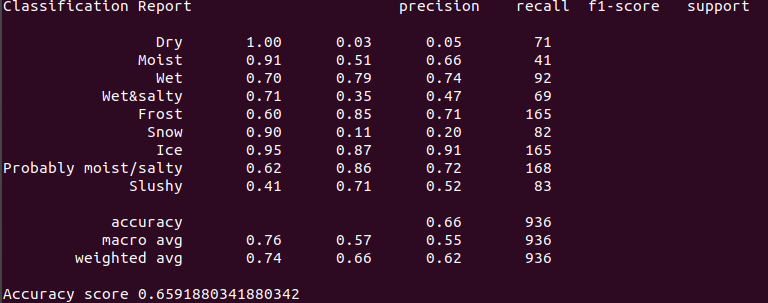 Classification Report precision recall f1-score support
Dry 1.00 0.03 0.05 71
Moist 0.91 0.51 0.66 41
Wet 0.70 0.79 0.74 92
Wet&salty 0.71 0.35 0.47 69
Frost 0.60 0.85 0.71 165
Snow 0.90 0.11 0.20 82
Ice 0.95 0.87 0.91 165
Probably moist/salty 0.62 0.86 0.72 168
Slushy 0.41 0.71 0.52 83
accuracy 0.66 936
macro avg 0.76 0.57 0.55 936
weighted avg 0.74 0.66 0.62 936
Accuracy score 0.6591880341880342